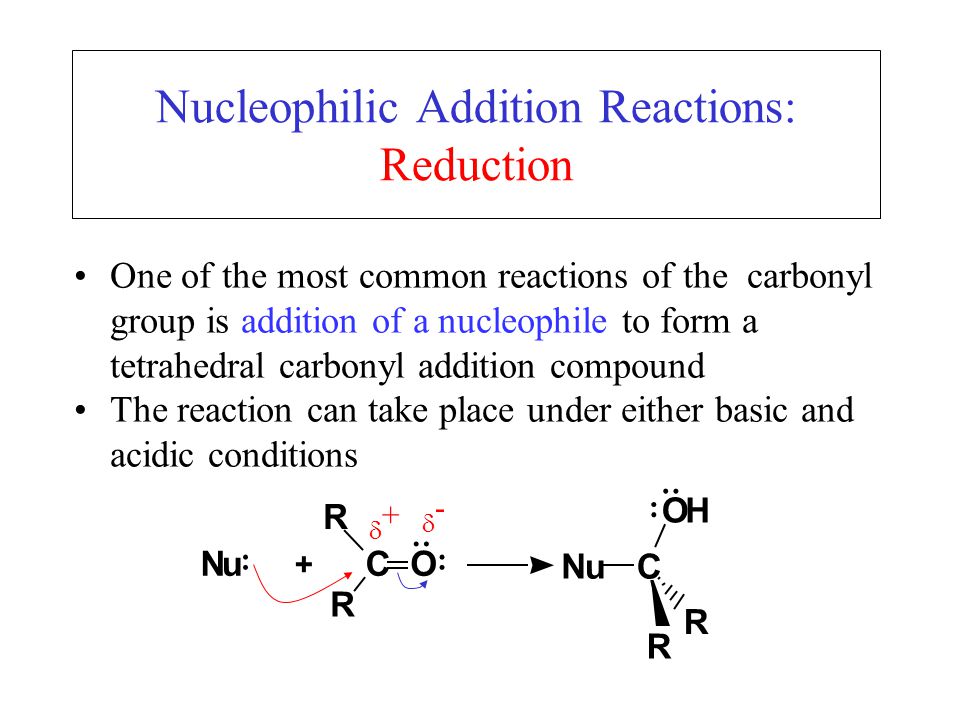 Nucleophilic Addition Reactions:
Reduction
• One of the most common reactions of the carbonyl
group is addition of a nucleophile to form a
tetrahedral carbonyl addition compound
• The reaction can take place under either basic and
acidic conditions
R δ+ δ-
Nu: + C=O:
R
:OH
Nu C
R
R